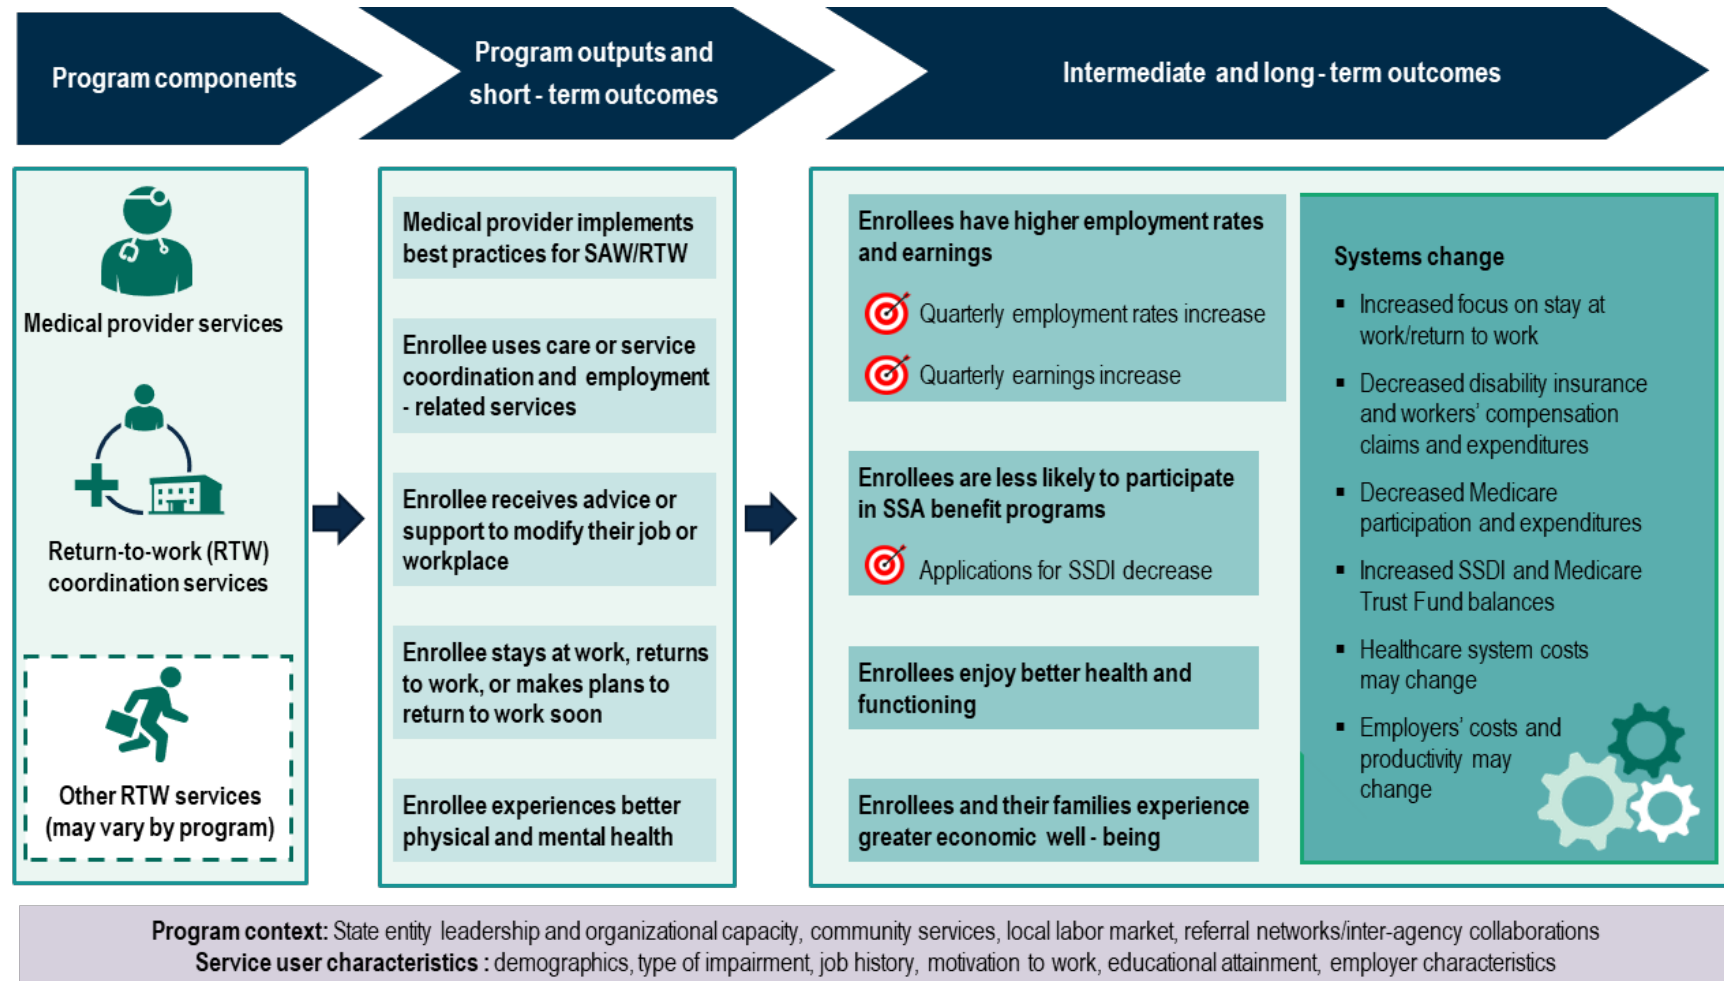 Program components
Program outputs and
short - term outcomes
Intermediate and long - term outcomes
Medical provider services
Return-to-work (RTW)
coordination services
Other RTW services
(may vary by program)
Medical provider implements
best practices for SAW/RTW
Enrollee uses care or service
coordination and employment
- related services
Enrollee receives advice or
support to modify their job or
workplace
Enrollee stays at work, returns
to work, or makes plans to
return to work soon
Enrollee experiences better
physical and mental health
Enrollees have higher employment rates
and earnings
Quarterly employment rates increase
Quarterly earnings increase
Enrollees are less likely to participate
in SSA benefit programs
Applications for SSDI decrease
Enrollees enjoy better health and
functioning
Enrollees and their families experience
greater economic well - being
Systems change
▪ Increased focus on stay at
work/return to work
▪ Decreased disability insurance
and workers’ compensation
claims and expenditures
▪ Decreased Medicare
participation and expenditures
▪ Increased SSDI and Medicare
Trust Fund balances
▪ Healthcare system costs
may change
▪ Employers’ costs and
productivity may
change
Program context: State entity leadership and organizational capacity, community services, local labor market, referral networks/inter-agency collaborations
Service user characteristics : demographics, type of impairment, job history, motivation to work, educational attainment, employer characteristics